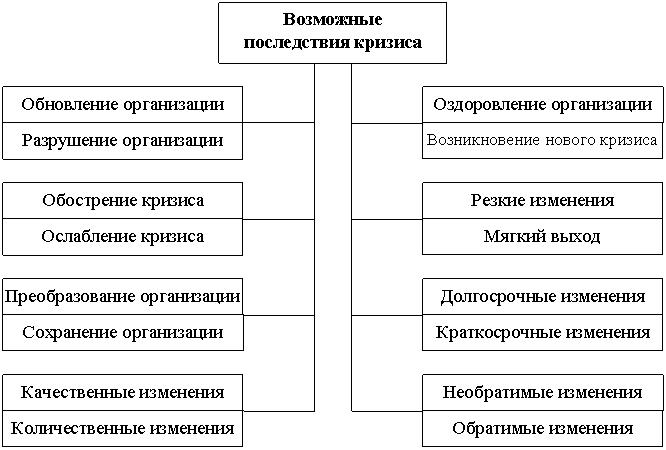 Возможные
последствия кризиса
Обновление организации
Разрушение организации
Обострение кризиса
Ослабление кризиса
Преобразование организации
Сохранение организации
Качественные изменения
Количественные изменения
Оздоровление организации
Возникновение нового кризиса
Резкие изменения
Мягкий выход
Долгосрочные изменения
Краткосрочные изменения
Необратимые изменения
Обратимые изменения